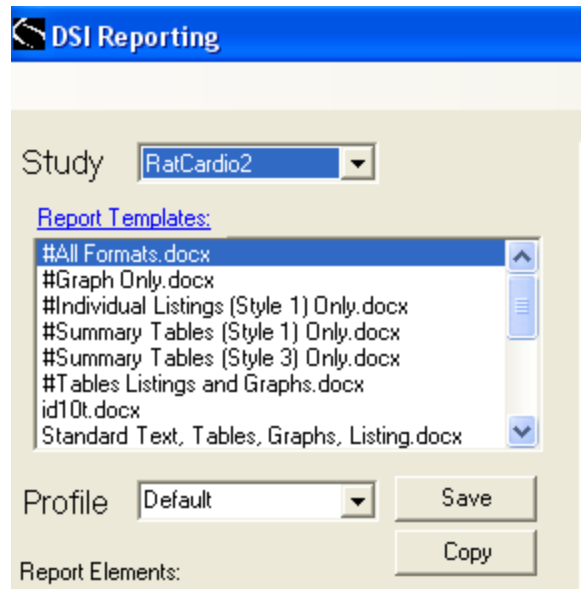 DSI Reporting
Study RatCardio2
Report Templates:
#All Formats.docx
#Graph Only.docx
#Individual Listings (Style 1) Only.docx
#Summary Tables (Style 1) Only.docx
#Summary Tables (Style 3) Only.docx
#Tables Listings and Graphs.docx
id10t.docx
Standard Text, Tables, Graphs, Listing.docx
Profile Default Save
Copy
Report Elements: